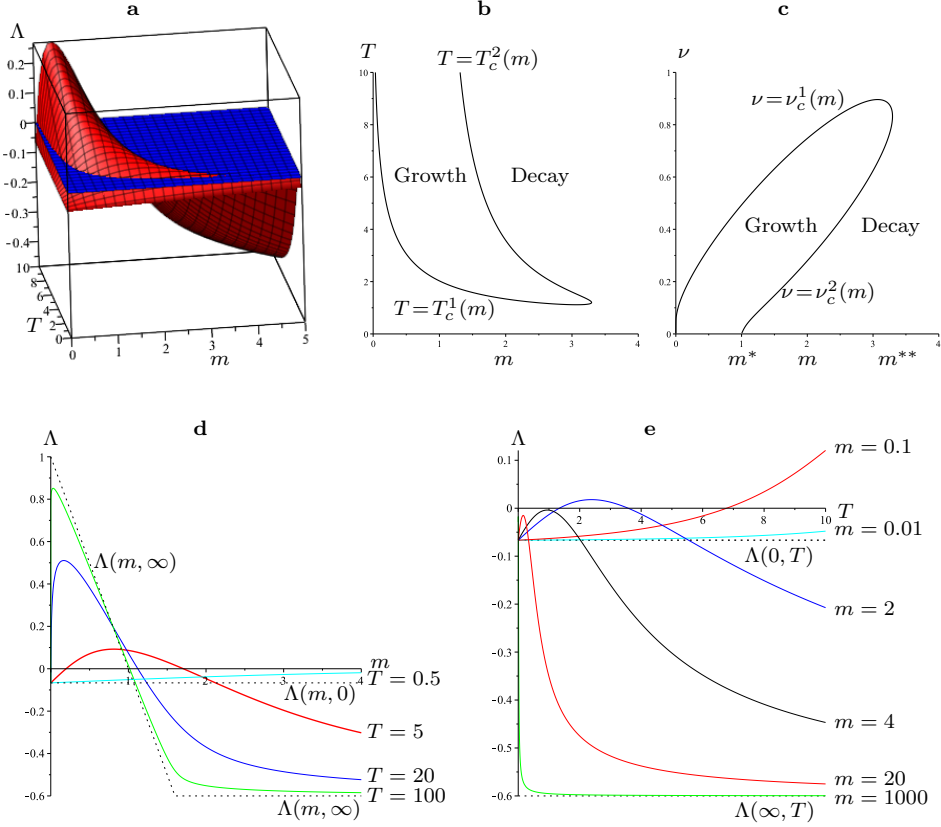 a
Λ
0.2
0.1
0
-0.1
-0.2
-0.3
-0.4
10
8
6
4
2
0
T
0 1 2 3 4 5
m
b
T
T = T_c^2(m)
10
8
6
4
2
0
Growth Decay
T = T_c^1(m)
0 1 2 3 4
m
c
ν
ν = ν_c^1(m)
1
0.8
0.6
0.4
0.2
0
Growth Decay
ν = ν_c^2(m)
0 1 2 3 4
m* m m**
d
Λ
1
0.8
0.6
0.4
0.2
0
-0.2
-0.4
-0.6
Λ(m, ∞)
m
1 2 3 4
T = 0.5
Λ(m, 0)
T = 5
T = 20
T = 100
Λ(m, ∞)
e
Λ
0.1
0
-0.1
-0.2
-0.3
-0.4
-0.5
-0.6
m = 0.1
T
2 4 6 8 10
m = 0.01
Λ(0, T)
m = 2
m = 4
m = 20
m = 1000
Λ(∞, T)